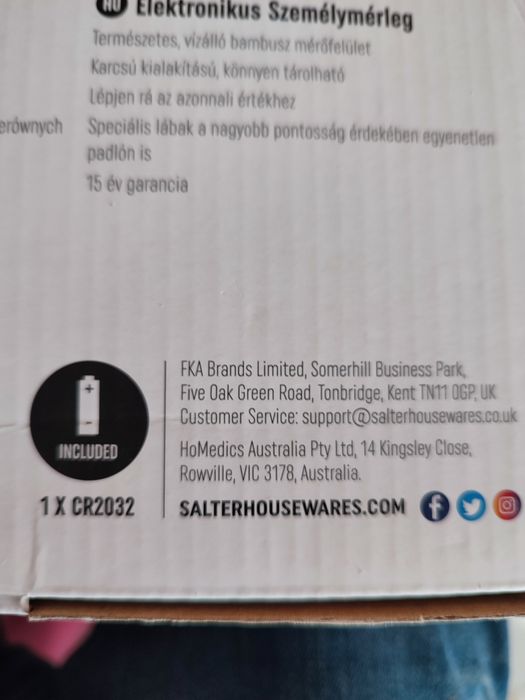 HU Elektronikus Személymérleg
Természetes, vízálló bambusz mérőfelület
Karcsú kialakítású, könnyen tárolható
Lépjen rá az azonnali értékhez
erównych
Speciális lábak a nagyobb pontosság érdekében egyenetlen
padlón is
15 év garancia
+
-
INCLUDED
1 X CR2032
FKA Brands Limited, Somerhill Business Park,
Five Oak Green Road, Tonbridge, Kent TN11 0GP, UK
Customer Service: support@salterhousewares.co.uk
HoMedics Australia Pty Ltd, 14 Kingsley Close,
Rowville, VIC 3178, Australia.
SALTERHOUSEWARES.COM